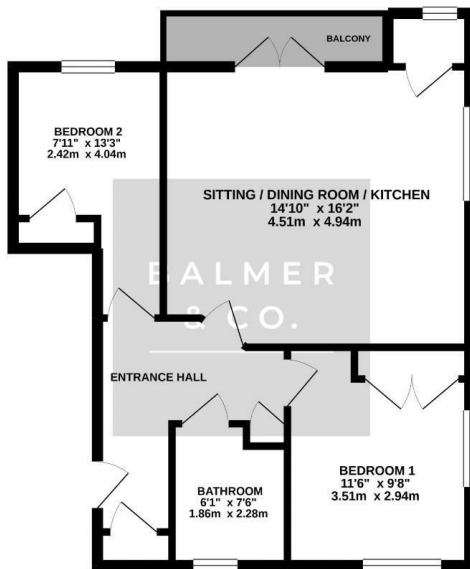 BALCONY
BEDROOM 2
7'11" x 13'3"
2.42m x 4.04m
SITTING / DINING ROOM / KITCHEN
14'10" x 16'2"
4.51m x 4.94m
BALMER
& CO.
ENTRANCE HALL
BEDROOM 1
11'6" x 9'8"
3.51m x 2.94m
BATHROOM
6'1" x 7'6"
1.86m x 2.28m